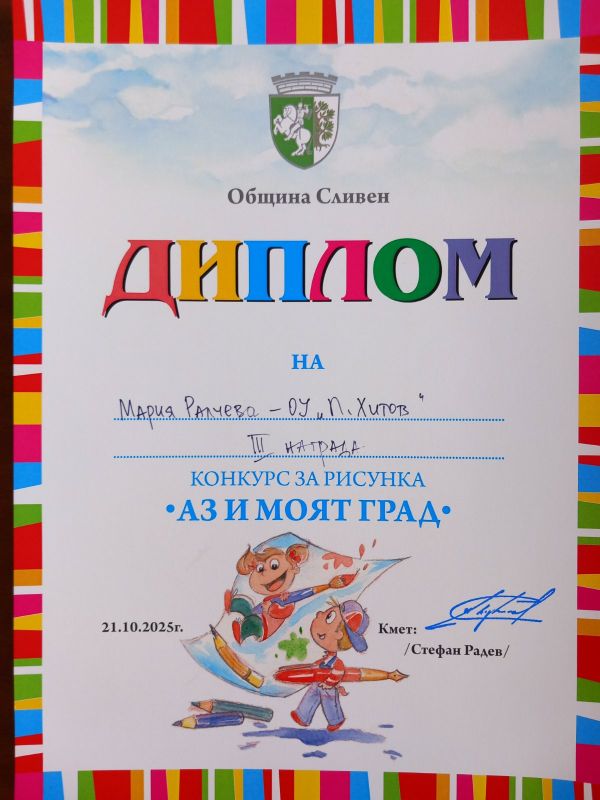 Община Сливен
ДИПЛОМ
НА
Мария Ралчева - ОУ „П. Хитов“
III награда
КОНКУРС ЗА РИСУНКА
•АЗ И МОЯТ ГРАД•
21.10.2025г.
Кмет:
/Стефан Радев/